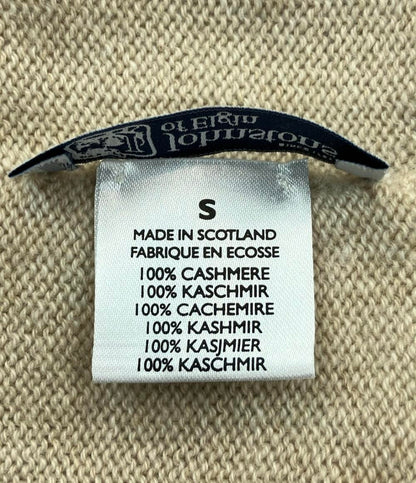 Johnstons
of Elgin
S
MADE IN SCOTLAND
FABRIQUE EN ECOSSE
100% CASHMERE
100% KASCHMIR
100% CACHEMIRE
100% KASHMIR
100% KASJMIER
100% KASCHMIR